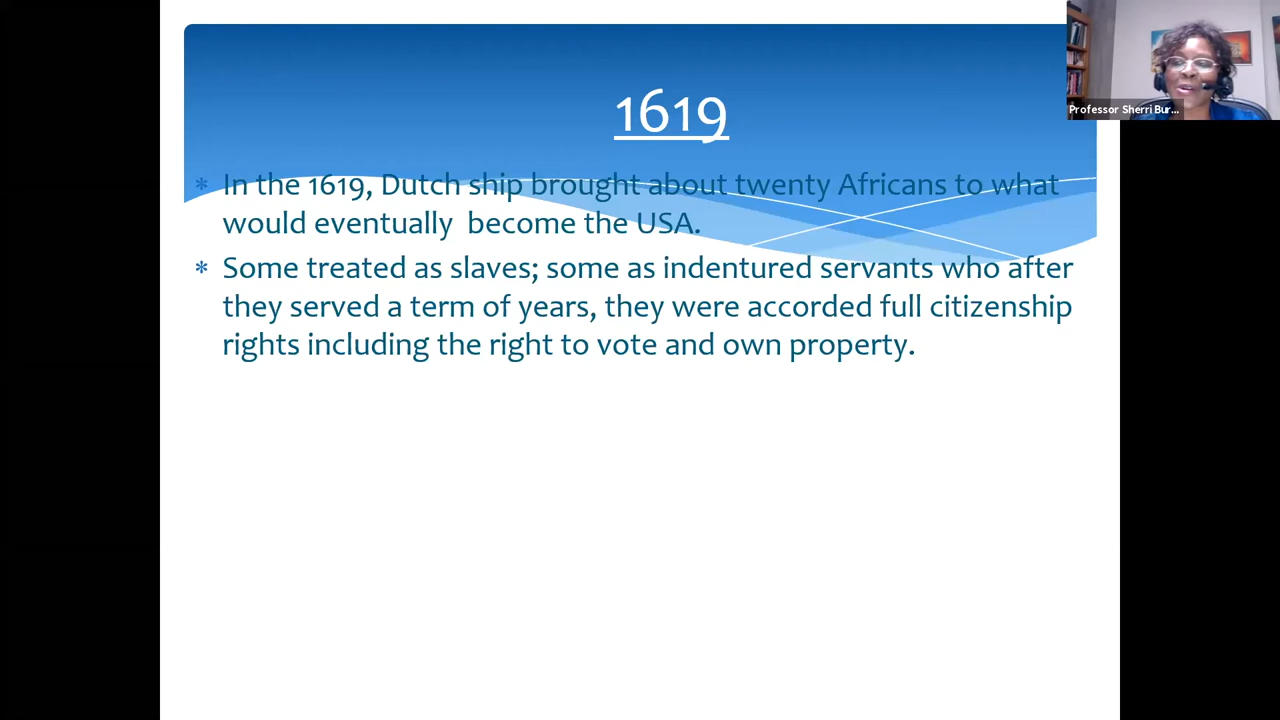 1619
Professor Sherri Bur...
* In the 1619, Dutch ship brought about twenty Africans to what
would eventually  become the USA.
* Some treated as slaves; some as indentured servants who after
they served a term of years, they were accorded full citizenship
rights including the right to vote and own property.